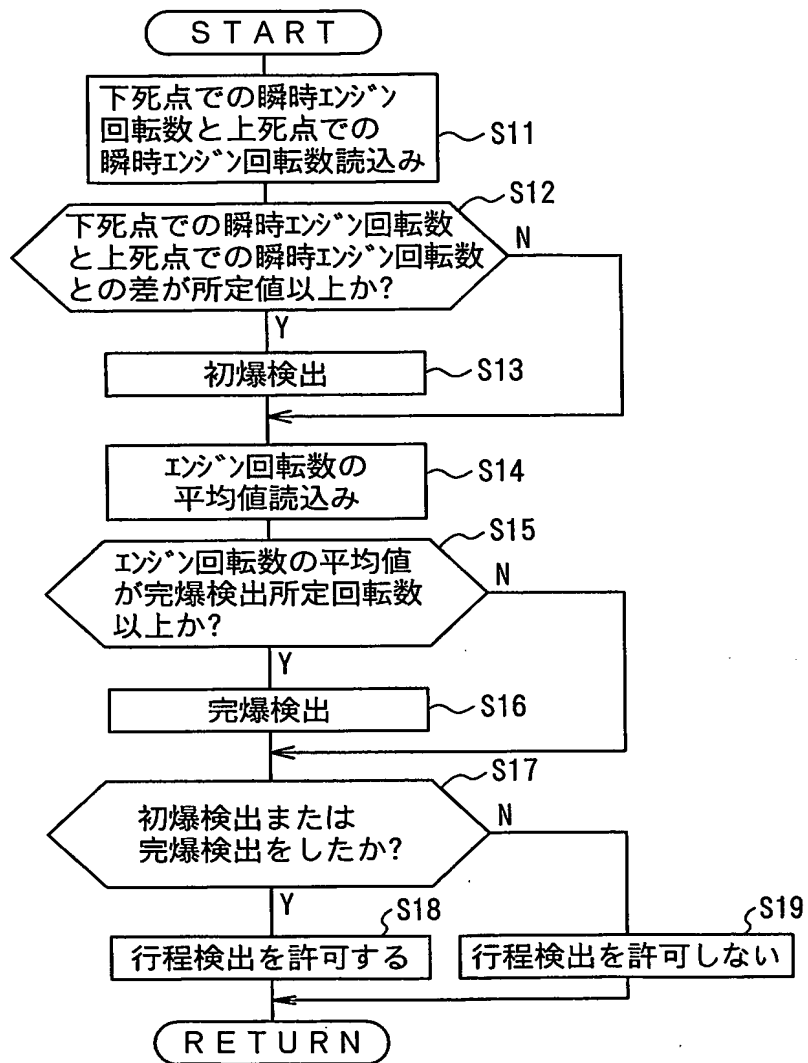 START
下死点での瞬時ｴﾝｼﾞﾝ
回転数と上死点での
瞬時ｴﾝｼﾞﾝ回転数読込み
S11
S12
下死点での瞬時ｴﾝｼﾞﾝ回転数
と上死点での瞬時ｴﾝｼﾞﾝ回転数
との差が所定値以上か?
N
Y
初爆検出
S13
ｴﾝｼﾞﾝ回転数の
平均値読込み
S14
S15
ｴﾝｼﾞﾝ回転数の平均値
が完爆検出所定回転数
以上か?
N
Y
完爆検出
S16
S17
初爆検出または
完爆検出をしたか?
N
Y
S18
行程検出を許可する
S19
行程検出を許可しない
RETURN